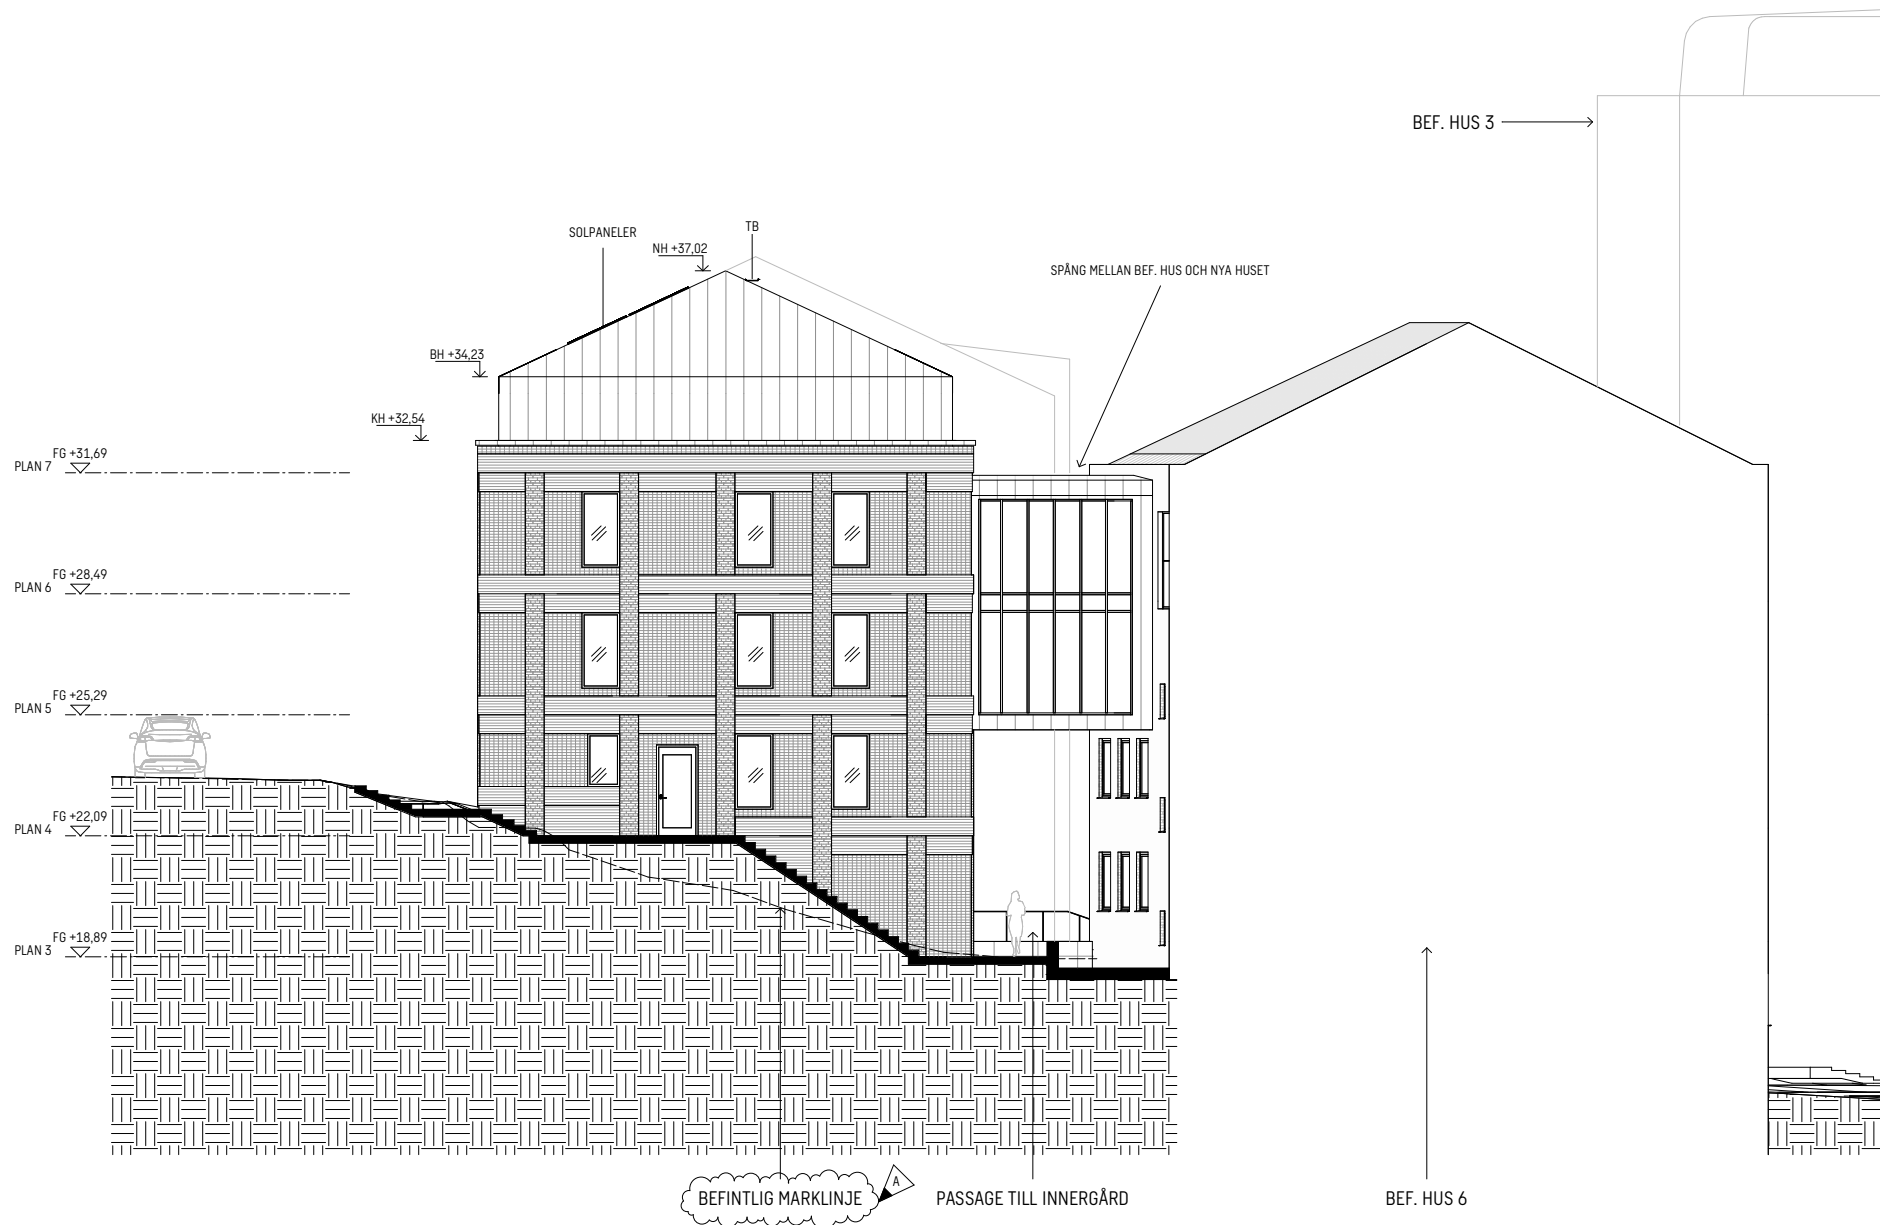 BEF. HUS 3
SOLPANELER
TB
NH +37,02
SPÅNG MELLAN BEF. HUS OCH NYA HUSET
BH +34,23
KH +32,54
FG +31,69
PLAN 7
FG +28,49
PLAN 6
FG +25,29
PLAN 5
FG +22,09
PLAN 4
FG +18,89
PLAN 3
A
BEFINTLIG MARKLINJE
PASSAGE TILL INNERGÅRD
BEF. HUS 6